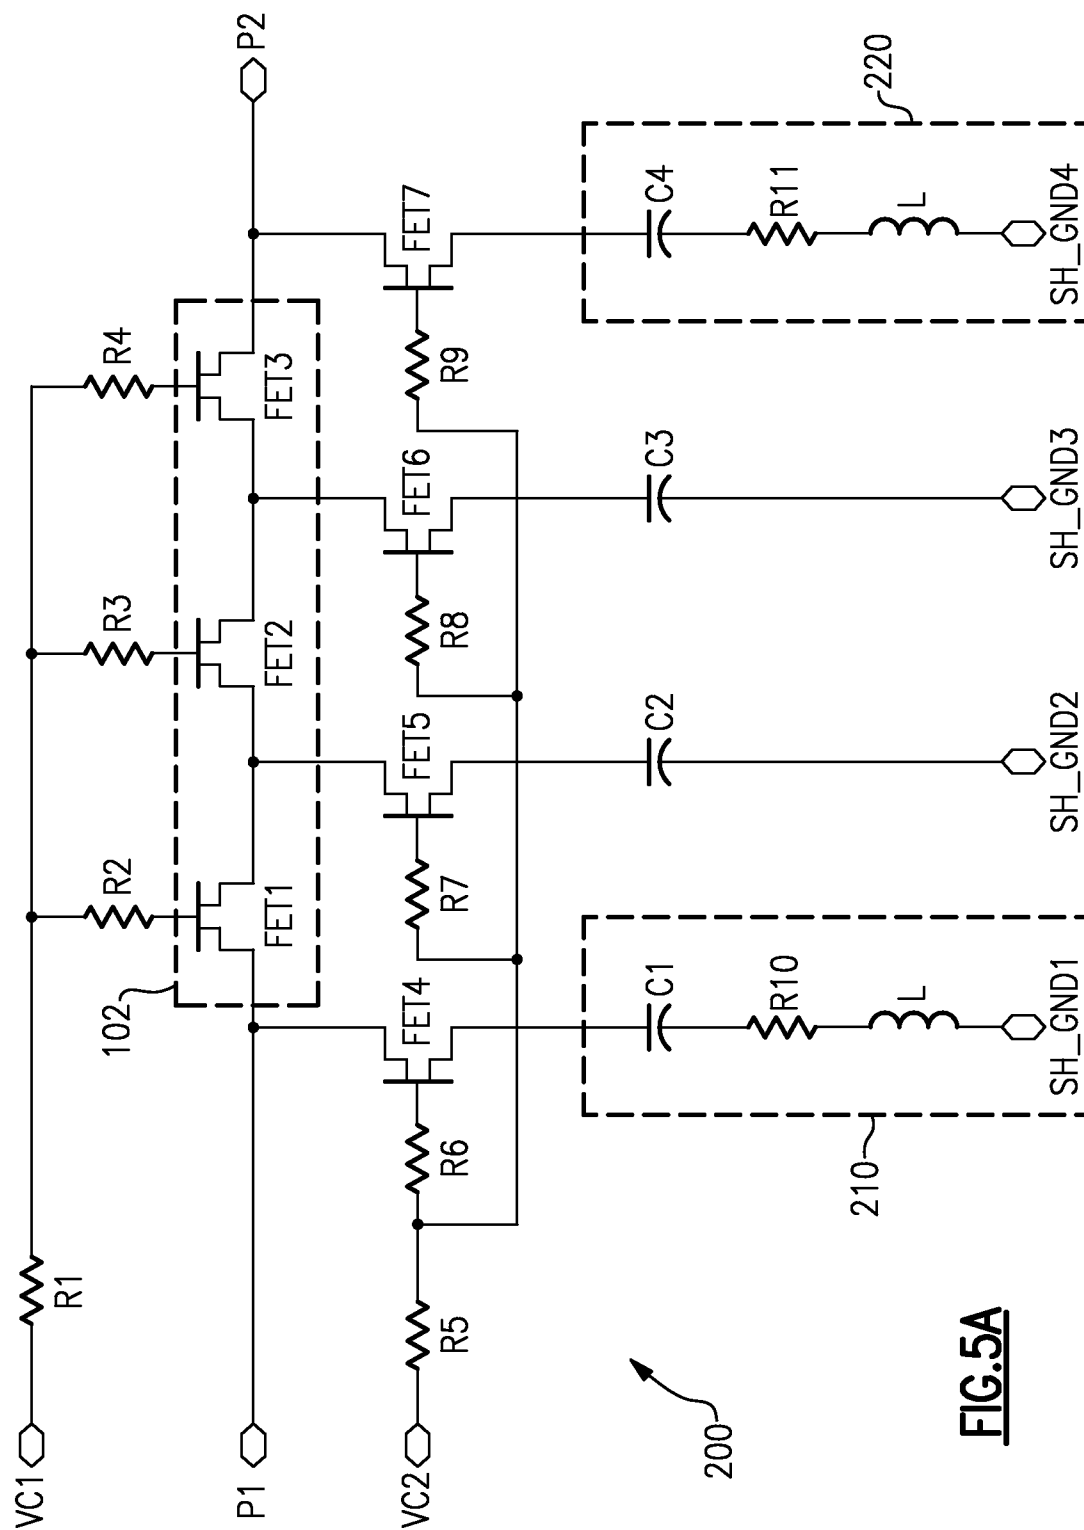 VC1
R1
R2
R3
R4
102
FET1
FET2
FET3
P1
P2
VC2
R5
R6
FET4
R7
FET5
R8
FET6
R9
FET7
C1
C2
C3
C4
R10
R11
L
L
210
220
SH_GND1
SH_GND2
SH_GND3
SH_GND4
200
FIG.5A